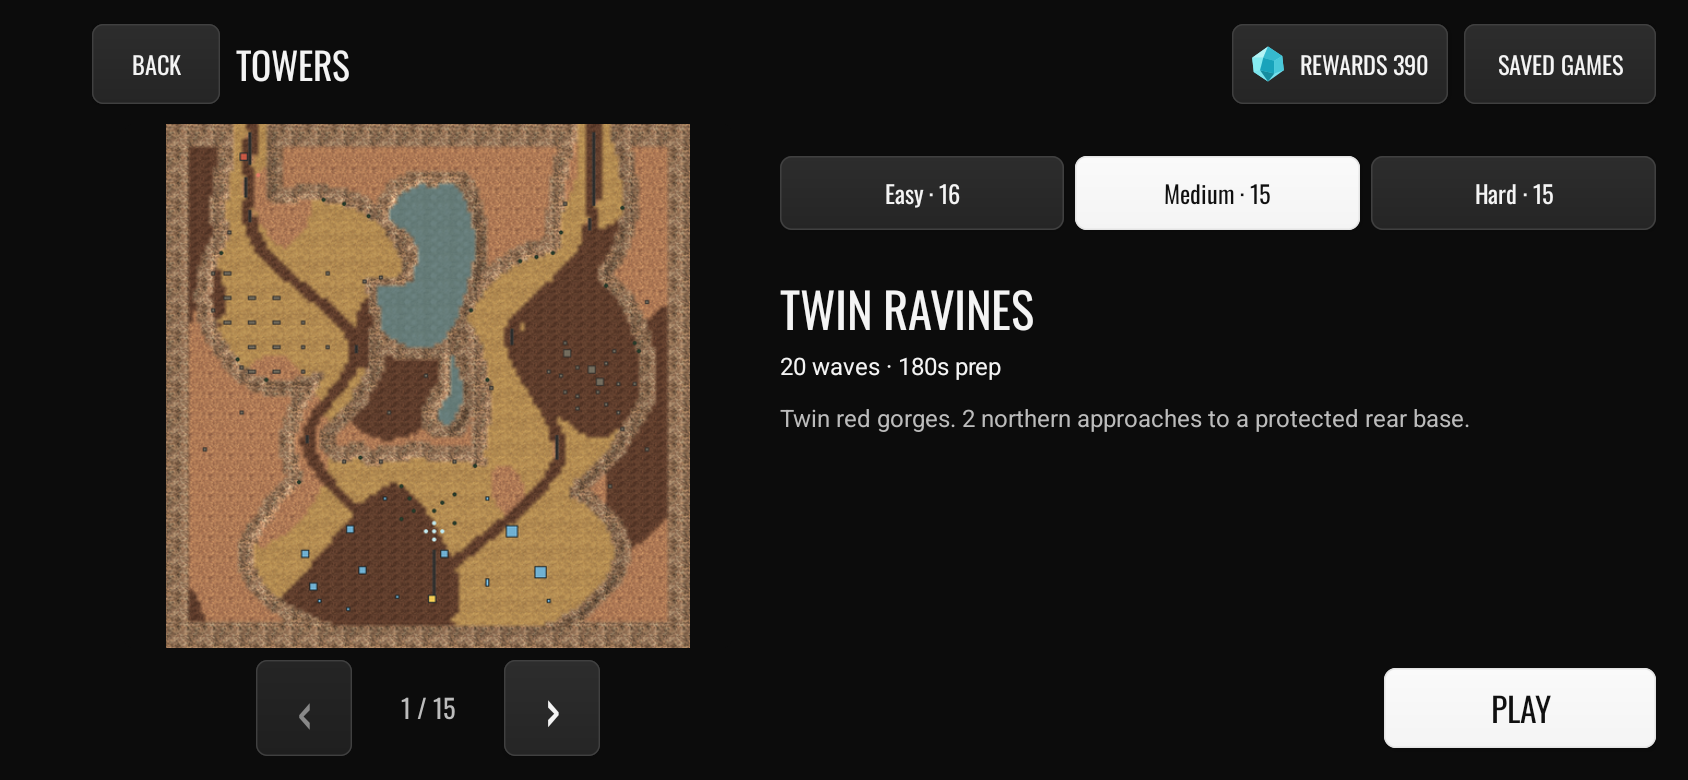 BACK
TOWERS
REWARDS 390
SAVED GAMES
Easy · 16
Medium · 15
Hard · 15
TWIN RAVINES
20 waves · 180s prep
Twin red gorges. 2 northern approaches to a protected rear base.
‹
1 / 15
›
PLAY